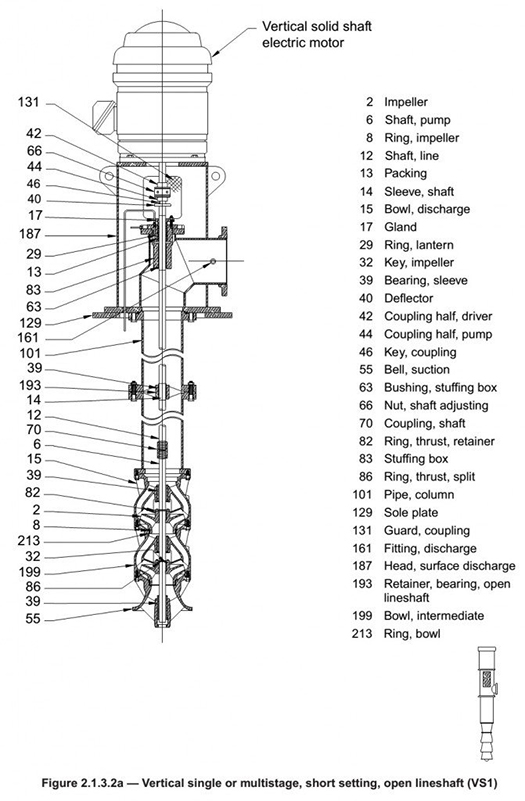 Vertical solid shaft
electric motor
131
42
66
44
46
40
17
187
29
13
83
63
129
161
101
39
193
14
12
70
6
15
39
82
2
8
213
32
199
86
39
55
2 Impeller
6 Shaft, pump
8 Ring, impeller
12 Shaft, line
13 Packing
14 Sleeve, shaft
15 Bowl, discharge
17 Gland
29 Ring, lantern
32 Key, impeller
39 Bearing, sleeve
40 Deflector
42 Coupling half, driver
44 Coupling half, pump
46 Key, coupling
55 Bell, suction
63 Bushing, stuffing box
66 Nut, shaft adjusting
70 Coupling, shaft
82 Ring, thrust, retainer
83 Stuffing box
86 Ring, thrust, split
101 Pipe, column
129 Sole plate
131 Guard, coupling
161 Fitting, discharge
187 Head, surface discharge
193 Retainer, bearing, open
lineshaft
199 Bowl, intermediate
213 Ring, bowl
Figure 2.1.3.2a — Vertical single or multistage, short setting, open lineshaft (VS1)